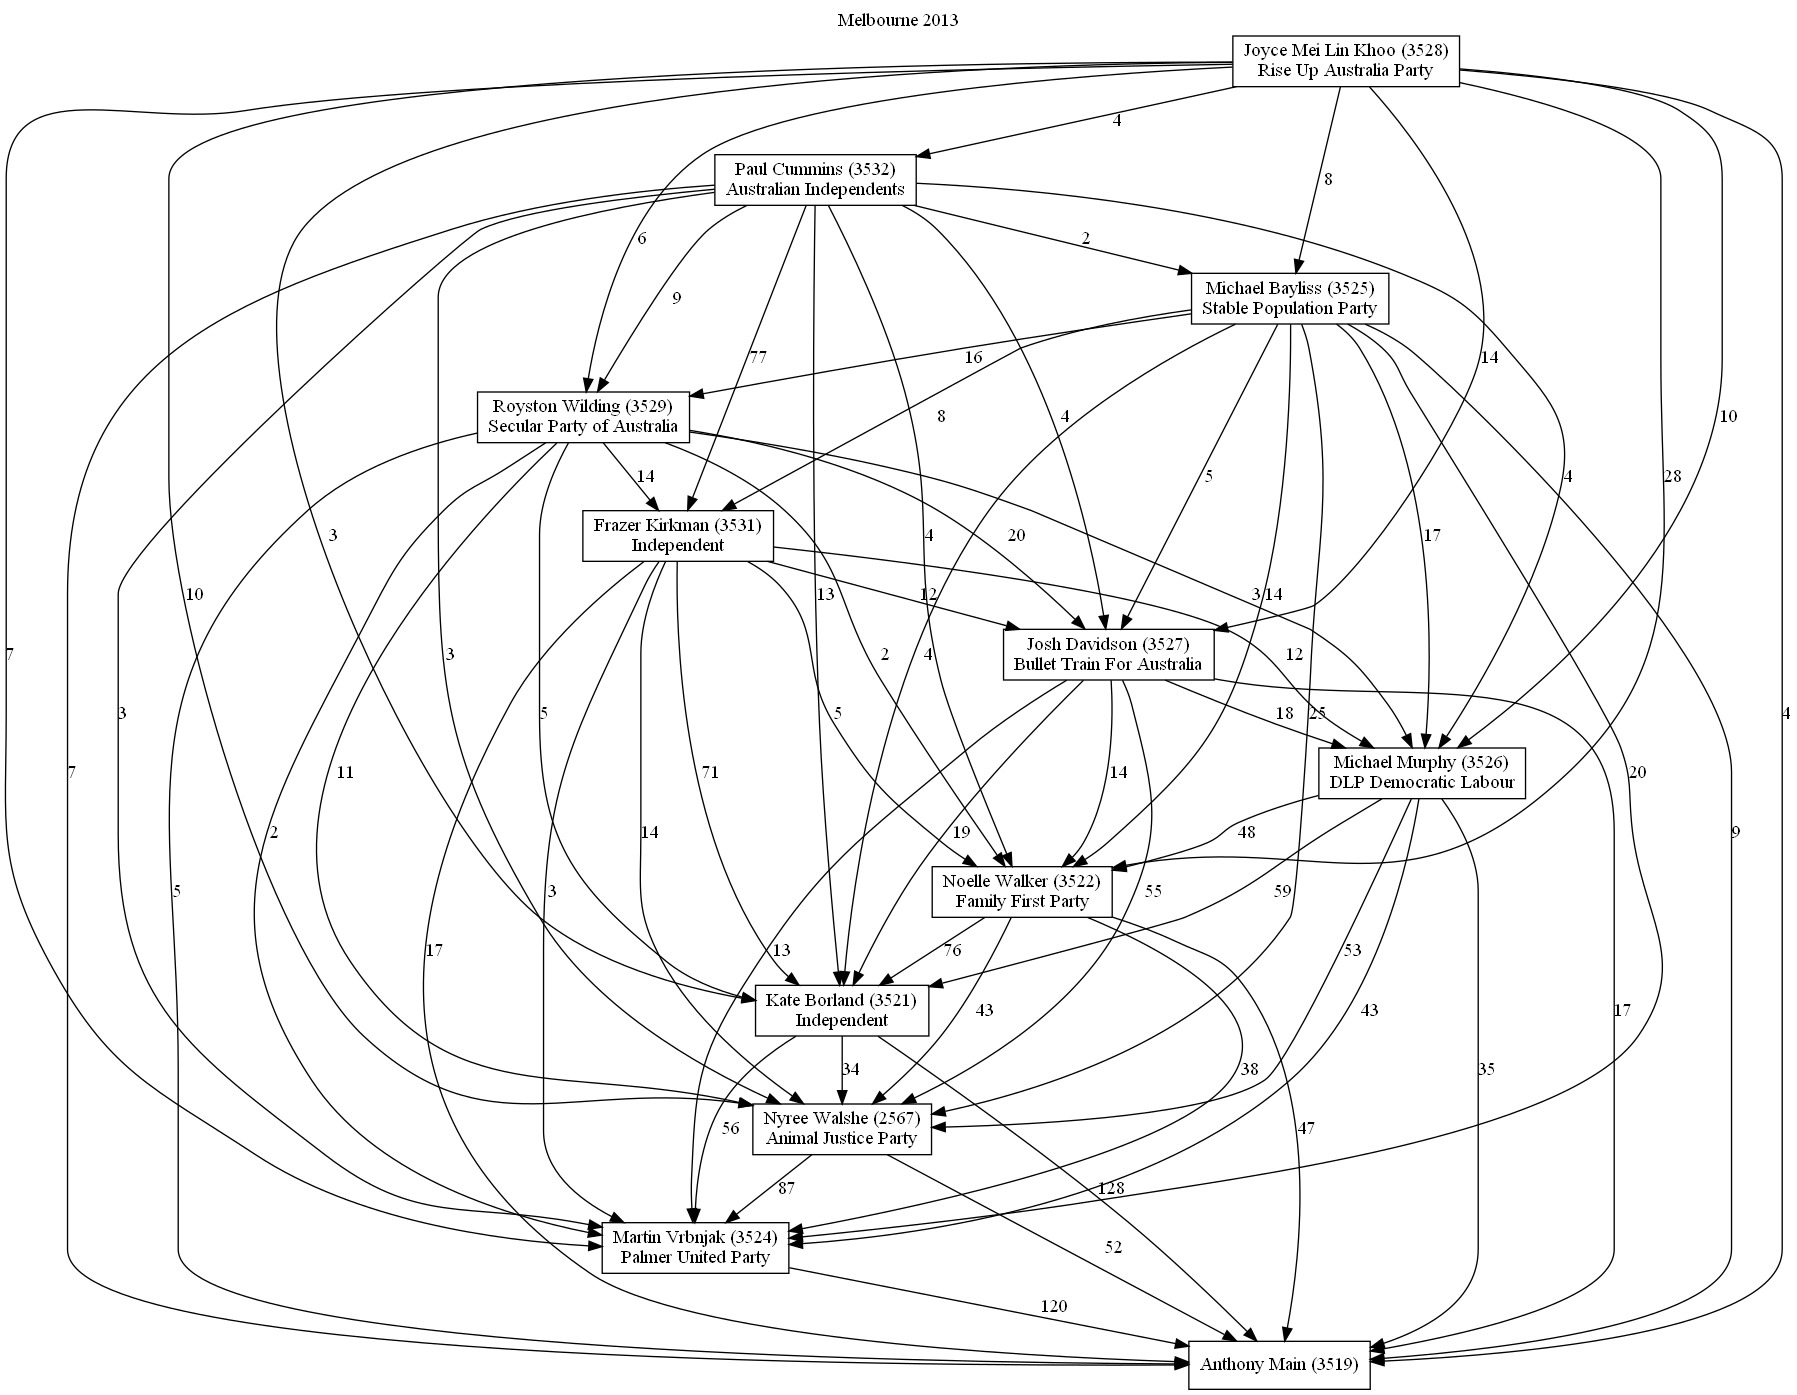 Melbourne 2013
Joyce Mei Lin Khoo (3528)
Rise Up Australia Party
4
Paul Cummins (3532)
Australian Independents
8
6
2
Michael Bayliss (3525)
Stable Population Party
9
77
16
14
Royston Wilding (3529)
Secular Party of Australia
8
4
10
14
5
4
28
Frazer Kirkman (3531)
Independent
3
4
20
17
13
12
3
14
10
Josh Davidson (3527)
Bullet Train For Australia
7
3
4
2
12
3
5
5
18
25
4
Michael Murphy (3526)
DLP Democratic Labour
7
11
71
14
20
2
14
19
48
9
Noelle Walker (3522)
Family First Party
5
3
55
59
17
13
76
53
Kate Borland (3521)
Independent
43
43
17
34
38
35
Nyree Walshe (2567)
Animal Justice Party
56
47
87
128
Martin Vrbnjak (3524)
Palmer United Party
52
120
Anthony Main (3519)